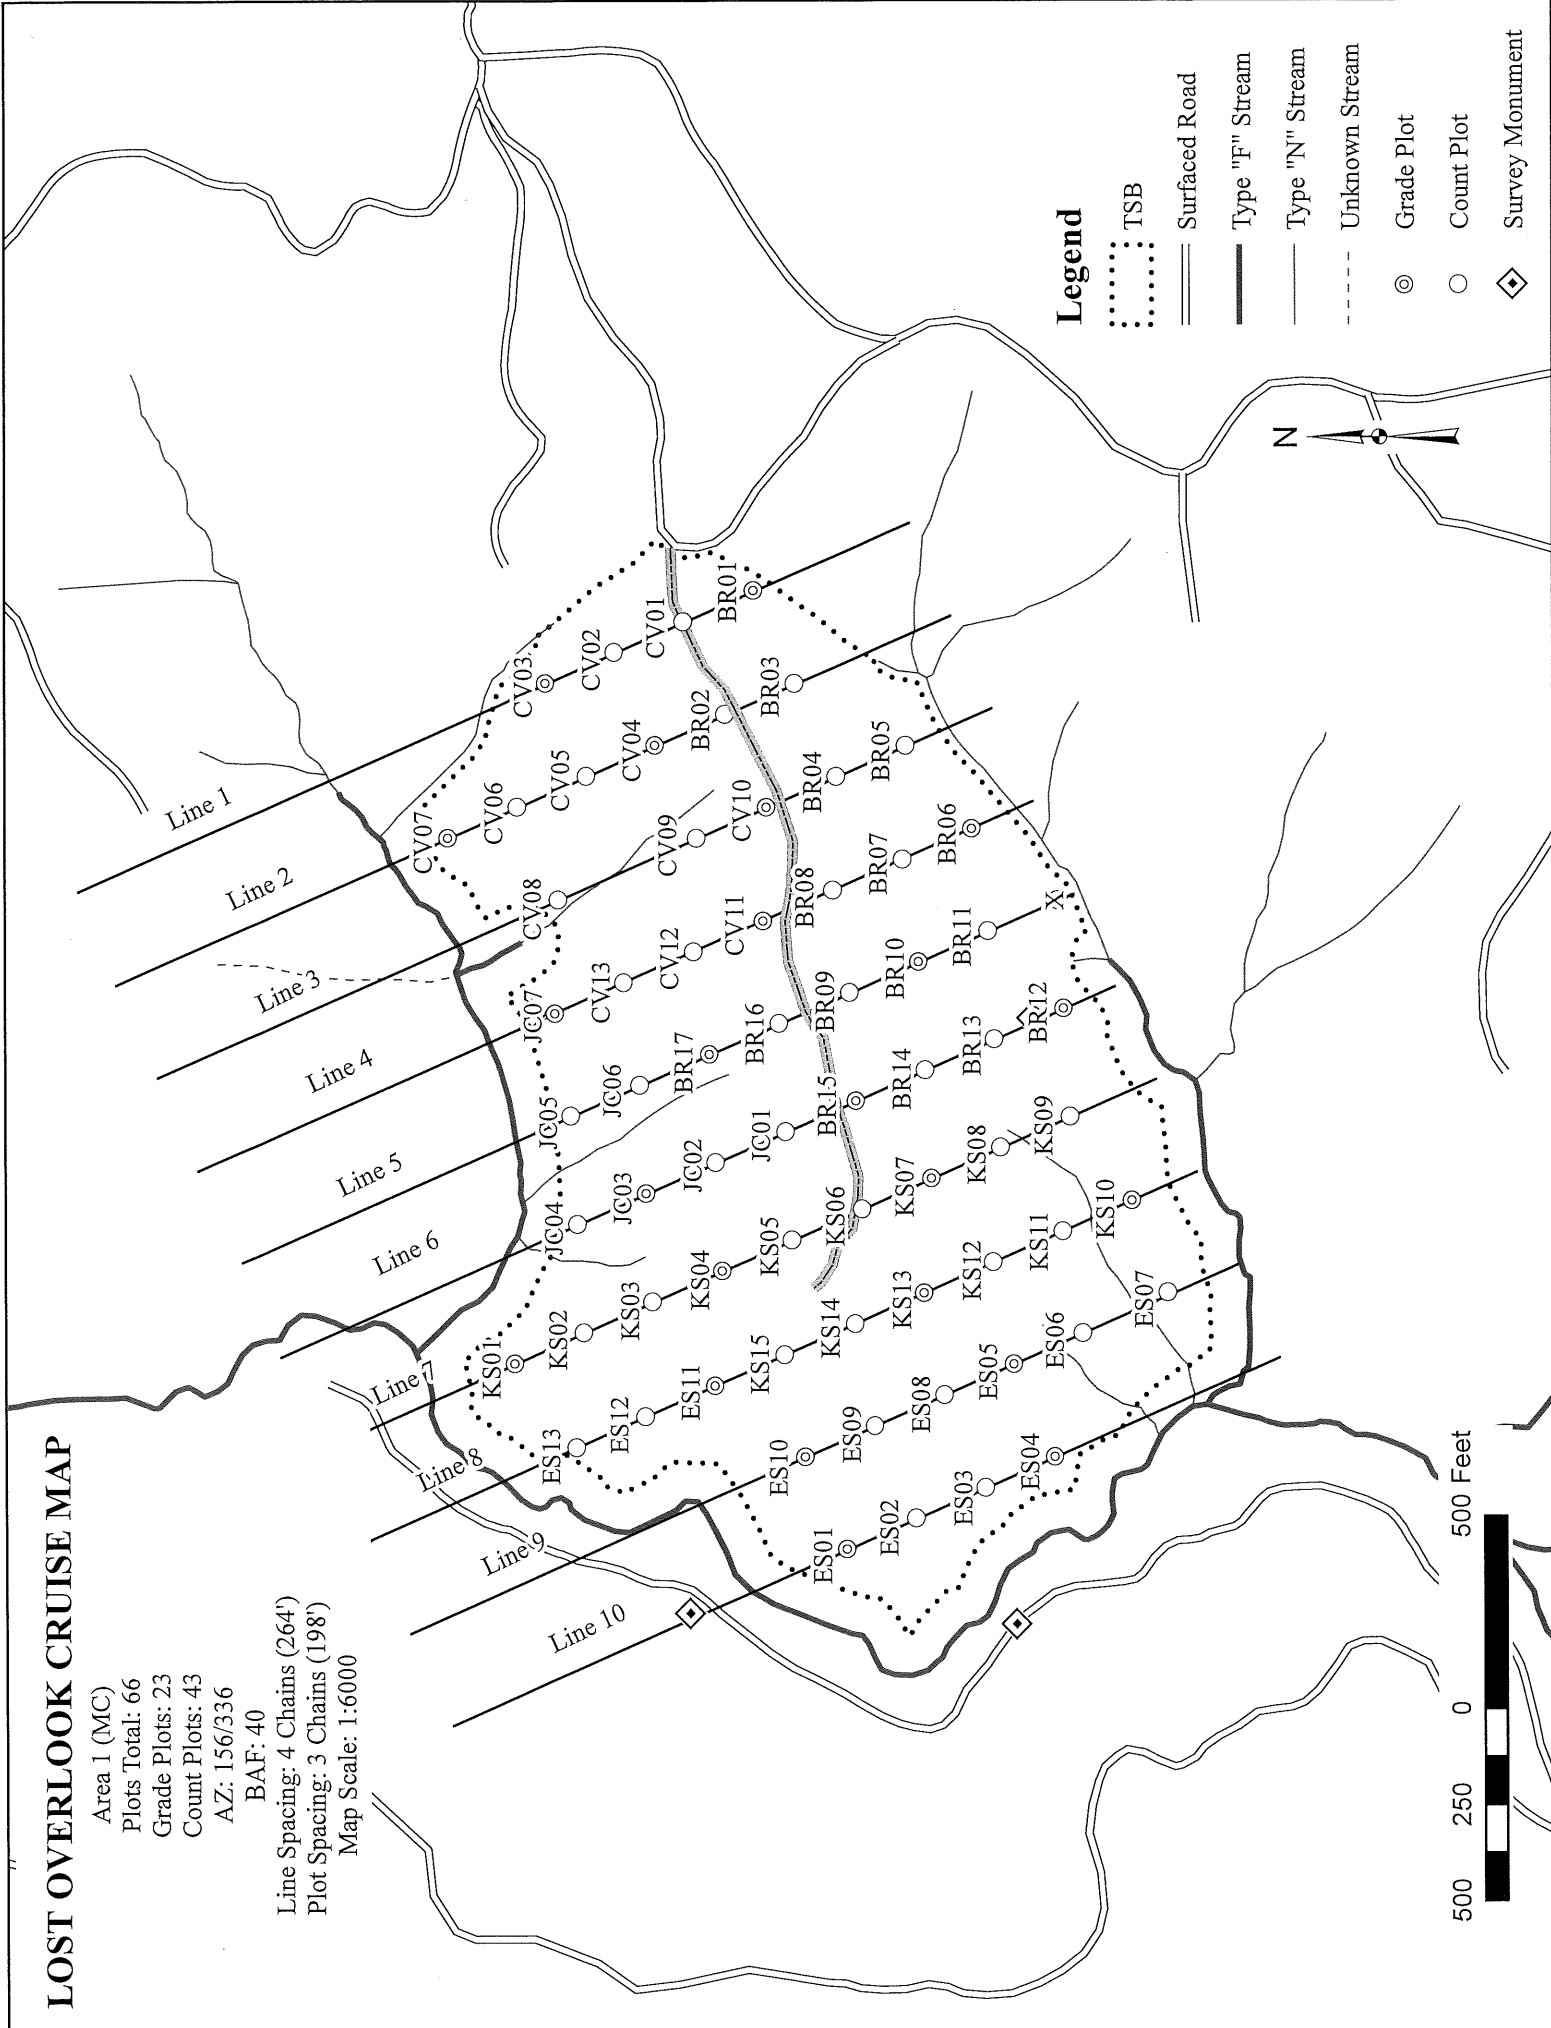 LOST OVERLOOK CRUISE MAP
Area 1 (MC)
Plots Total: 66
Grade Plots: 23
Count Plots: 43
AZ: 156/336
BAF: 40
Line Spacing: 4 Chains (264')
Plot Spacing: 3 Chains (198')
Map Scale: 1:6000
Line 1
Line 2
Line 3
Line 4
Line 5
Line 6
Line 7
Line 8
Line 9
Line 10
CV03
CV02
CV01
BR01
CV07
CV06
CV05
CV04
BR02
BR03
CV08
CV09
CV10
BR04
BR05
JC07
CV13
CV12
CV11
BR08
BR07
BR06
JC05
JC06
BR17
BR16
BR09
BR10
BR11
X
JC04
JC03
JC02
JC01
BR15
BR14
BR13
BR12
KS01
KS02
KS03
KS04
KS05
KS06
KS07
KS08
KS09
ES13
ES12
ES11
KS15
KS14
KS13
KS12
KS11
KS10
ES10
ES09
ES08
ES05
ES06
ES07
ES01
ES02
ES03
ES04
N
Legend
TSB
Surfaced Road
Type "F" Stream
Type "N" Stream
Unknown Stream
Grade Plot
Count Plot
Survey Monument
500 250 0 500 Feet